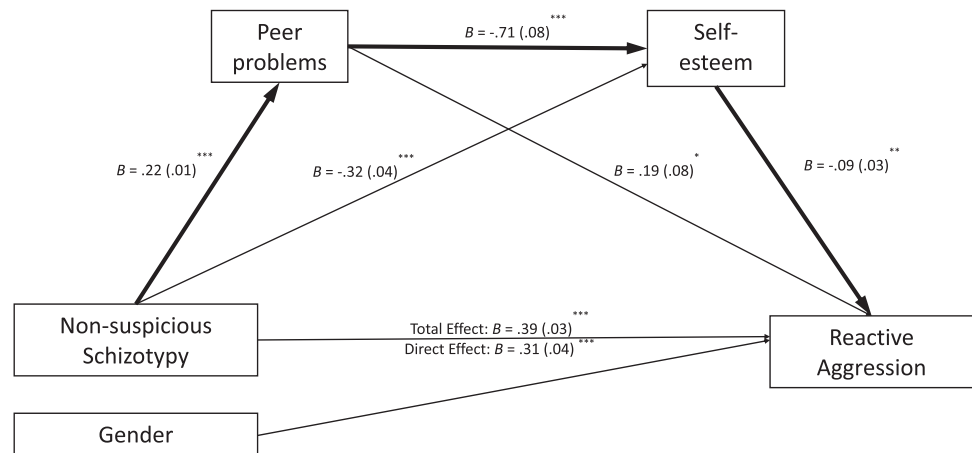 Peer
problems
B = -.71 (.08)***
Self-
esteem
B = .22 (.01)***
B = -.32 (.04)***
B = .19 (.08)*
B = -.09 (.03)**
Non-suspicious
Schizotypy
Total Effect: B = .39 (.03)***
Direct Effect: B = .31 (.04)***
Reactive
Aggression
Gender